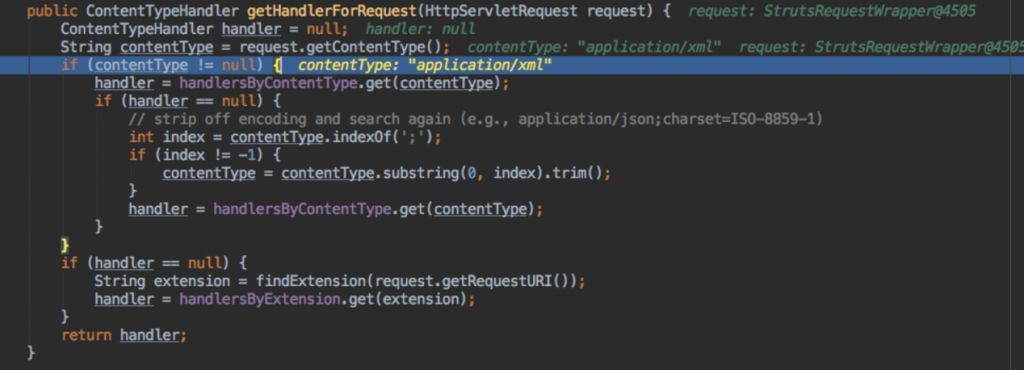 public ContentTypeHandler getHandlerForRequest(HttpServletRequest request) {  request: StrutsRequestWrapper@4505
    ContentTypeHandler handler = null;  handler: null
    String contentType = request.getContentType();  contentType: "application/xml"  request: StrutsRequestWrapper@4505
    if (contentType != null) {  contentType: "application/xml"
        handler = handlersByContentType.get(contentType);
        if (handler == null) {
            // strip off encoding and search again (e.g., application/json;charset=ISO-8859-1)
            int index = contentType.indexOf(';');
            if (index != -1) {
                contentType = contentType.substring(0, index).trim();
            }
            handler = handlersByContentType.get(contentType);
        }
    }
    if (handler == null) {
        String extension = findExtension(request.getRequestURI());
        handler = handlersByExtension.get(extension);
    }
    return handler;
}